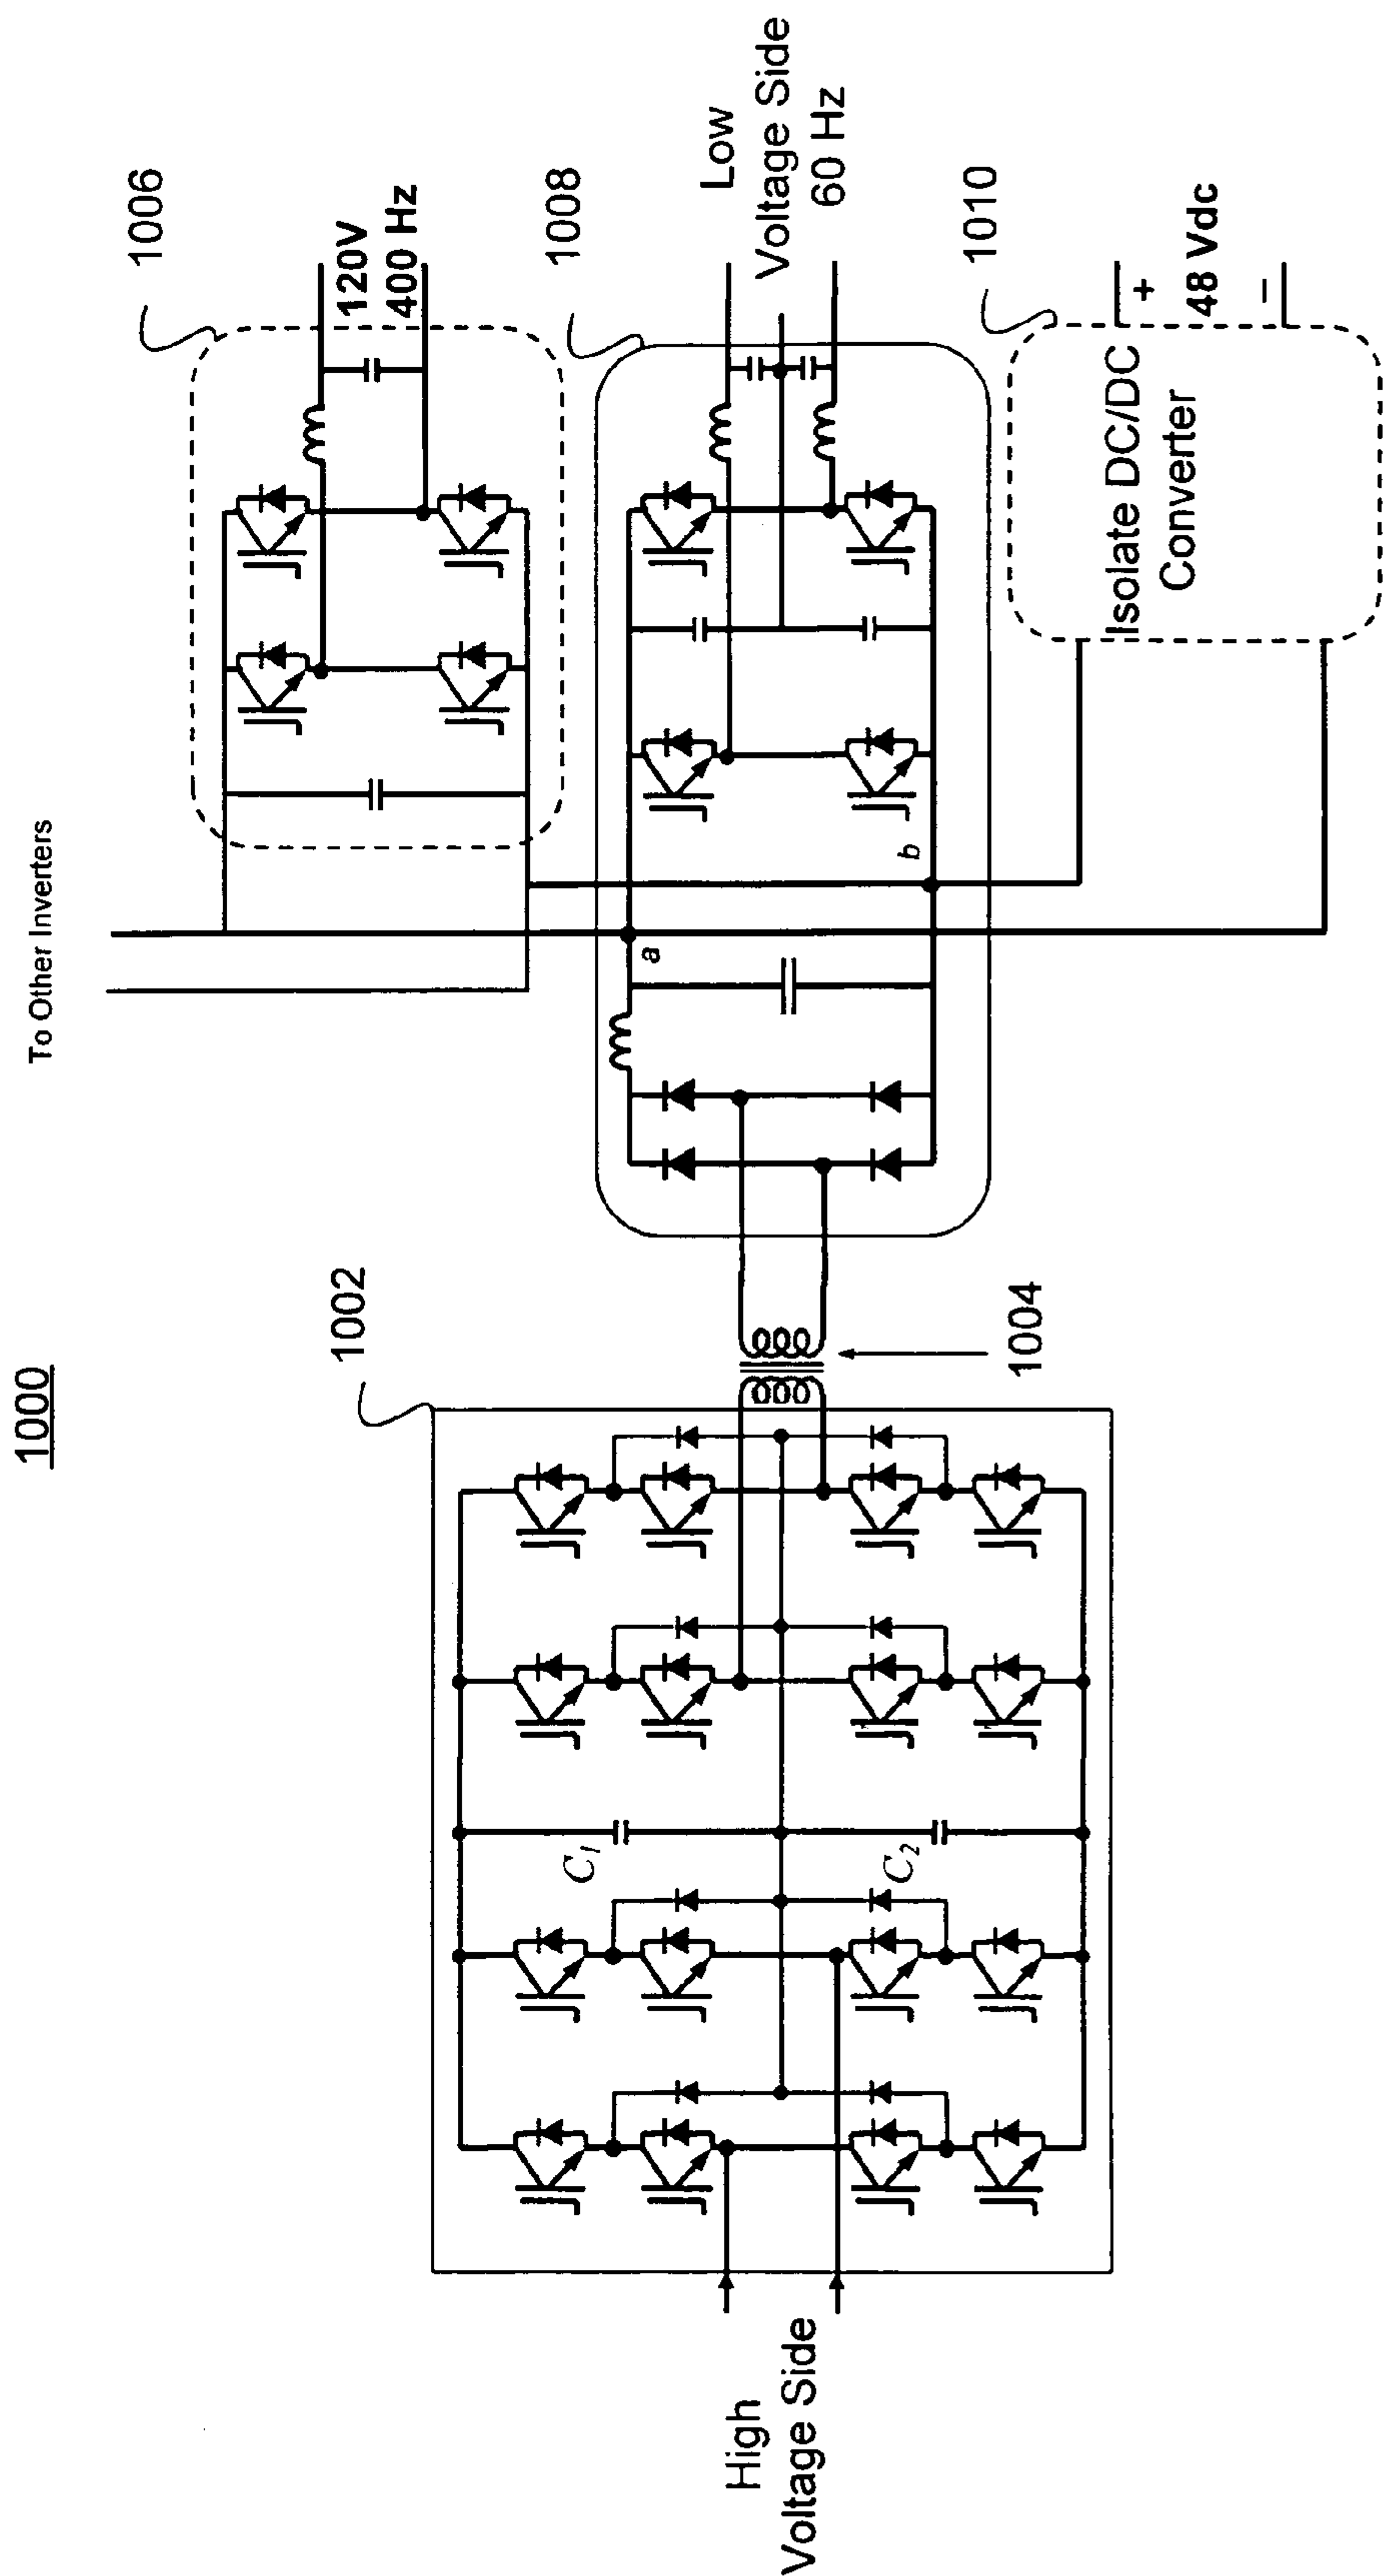 1000
To Other Inverters
1002
1004
1006
1008
1010
120V
400 Hz
Low
Voltage Side
60 Hz
Isolate DC/DC
Converter
+
48 Vdc
–
a
b
C1
C2
High
Voltage Side